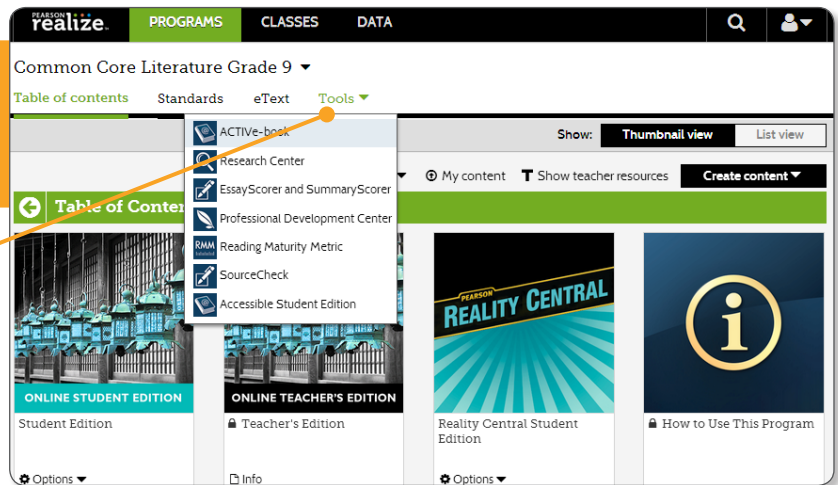 PEARSON realize.
PROGRAMS
CLASSES
DATA
Common Core Literature Grade 9
Table of contents
Standards
eText
Tools
ACTIVe-book
Research Center
EssayScorer and SummaryScorer
Professional Development Center
RMM Reading Maturity Metric
SourceCheck
Accessible Student Edition
Show:
Thumbnail view
List view
My content
Show teacher resources
Create content
Table of Conten
ONLINE STUDENT EDITION
Student Edition
Options
ONLINE TEACHER'S EDITION
Teacher's Edition
Info
PEARSON
REALITY CENTRAL
Reality Central Student
Edition
Options
How to Use This Program